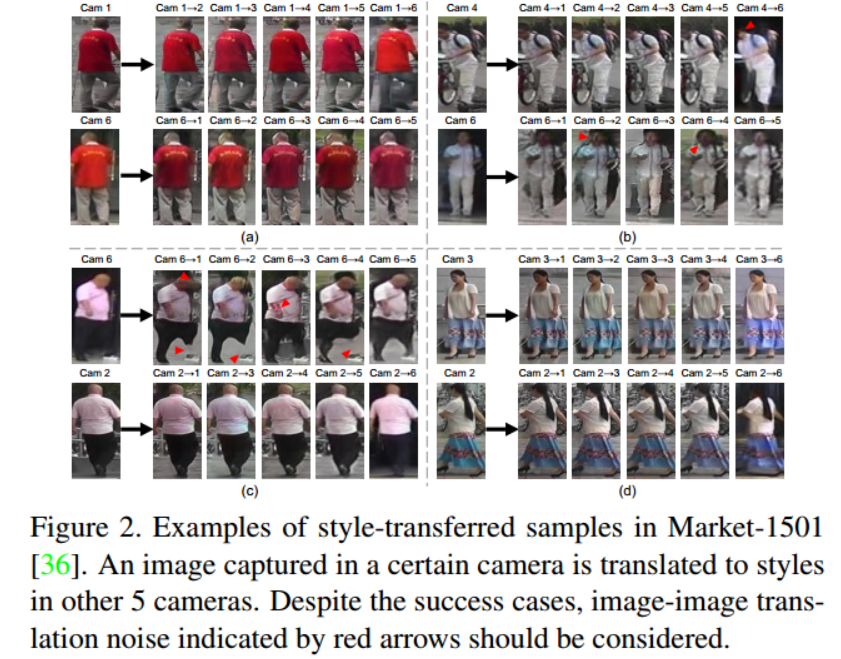 Cam 1 Cam 1→2 Cam 1→3 Cam 1→4 Cam 1→5 Cam 1→6
Cam 6 Cam 6→1 Cam 6→2 Cam 6→3 Cam 6→4 Cam 6→5
(a)
Cam 4 Cam 4→1 Cam 4→2 Cam 4→3 Cam 4→5 Cam 4→6
Cam 6 Cam 6→1 Cam 6→2 Cam 6→3 Cam 6→4 Cam 6→5
(b)
Cam 6 Cam 6→1 Cam 6→2 Cam 6→3 Cam 6→4 Cam 6→5
Cam 2 Cam 2→1 Cam 2→3 Cam 2→4 Cam 2→5 Cam 2→6
(c)
Cam 3 Cam 3→1 Cam 3→2 Cam 3→3 Cam 3→4 Cam 3→6
Cam 2 Cam 2→1 Cam 2→3 Cam 2→4 Cam 2→5 Cam 2→6
(d)
Figure 2. Examples of style-transferred samples in Market-1501
[36]. An image captured in a certain camera is translated to styles
in other 5 cameras. Despite the success cases, image-image trans-
lation noise indicated by red arrows should be considered.